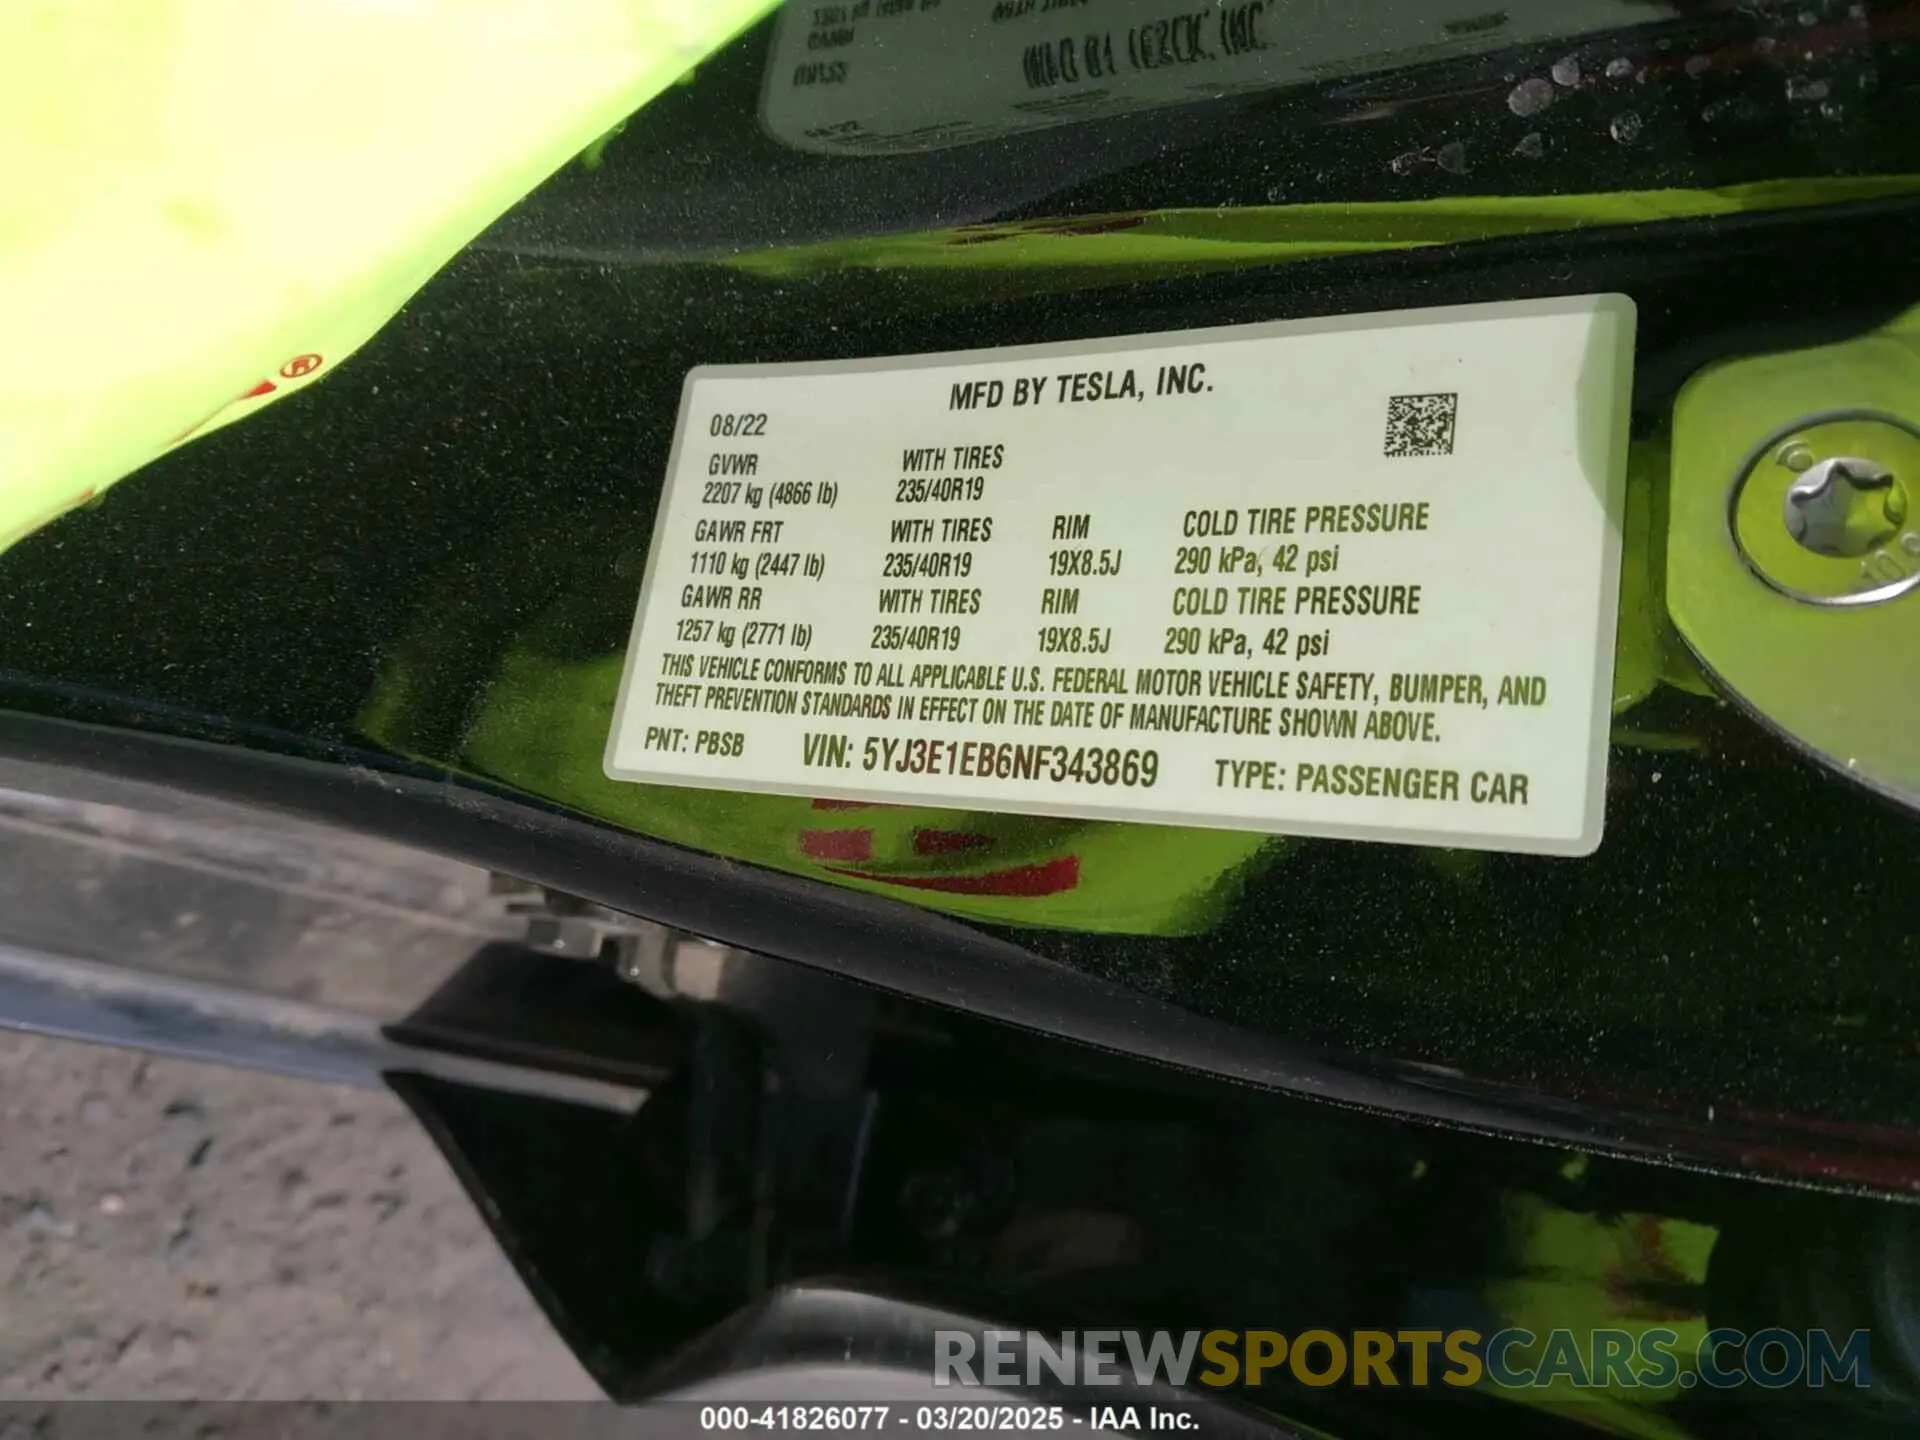 MFD BY TESLA, INC.
08/22
GVWR WITH TIRES
2207 kg (4866 lb) 235/40R19
GAWR FRT WITH TIRES RIM COLD TIRE PRESSURE
1110 kg (2447 lb) 235/40R19 19X8.5J 290 kPa, 42 psi
GAWR RR WITH TIRES RIM COLD TIRE PRESSURE
1257 kg (2771 lb) 235/40R19 19X8.5J 290 kPa, 42 psi
THIS VEHICLE CONFORMS TO ALL APPLICABLE U.S. FEDERAL MOTOR VEHICLE SAFETY, BUMPER, AND
THEFT PREVENTION STANDARDS IN EFFECT ON THE DATE OF MANUFACTURE SHOWN ABOVE.
PNT: PBSB VIN: 5YJ3E1EB6NF343869 TYPE: PASSENGER CAR
®
RENEWSPORTSCARS.COM
000-41826077 - 03/20/2025 - IAA Inc.